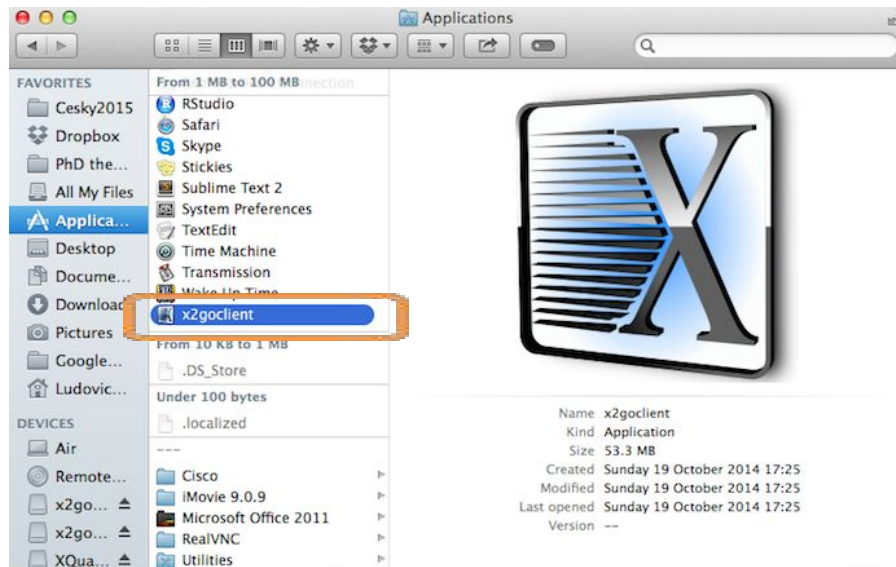 Applications
FAVORITES
Cesky2015
Dropbox
PhD the...
All My Files
Applica...
Desktop
Docume...
Download
Pictures
Google...
Ludovic...
DEVICES
Air
Remote...
x2go...
x2go...
XQua...
From 1 MB to 100 MB
RStudio
Safari
Skype
Stickies
Sublime Text 2
System Preferences
TextEdit
Time Machine
Transmission
Wake Up Time
x2goclient
From 10 KB to 1 MB
.DS_Store
Under 100 bytes
.localized
---
Cisco
iMovie 9.0.9
Microsoft Office 2011
RealVNC
Utilities
X
Name x2goclient
Kind Application
Size 53.3 MB
Created Sunday 19 October 2014 17:25
Modified Sunday 19 October 2014 17:25
Last opened Sunday 19 October 2014 17:25
Version --